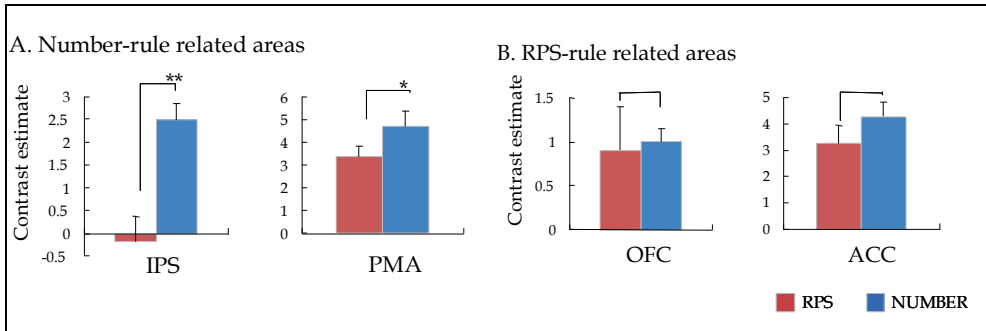 A. Number-rule related areas
B. RPS-rule related areas
Contrast estimate
3
2.5
2
1.5
1
0.5
0
-0.5
**
IPS
6
5
4
3
2
1
0
*
PMA
Contrast estimate
1.5
1
0.5
0
OFC
5
4
3
2
1
0
ACC
RPS
NUMBER